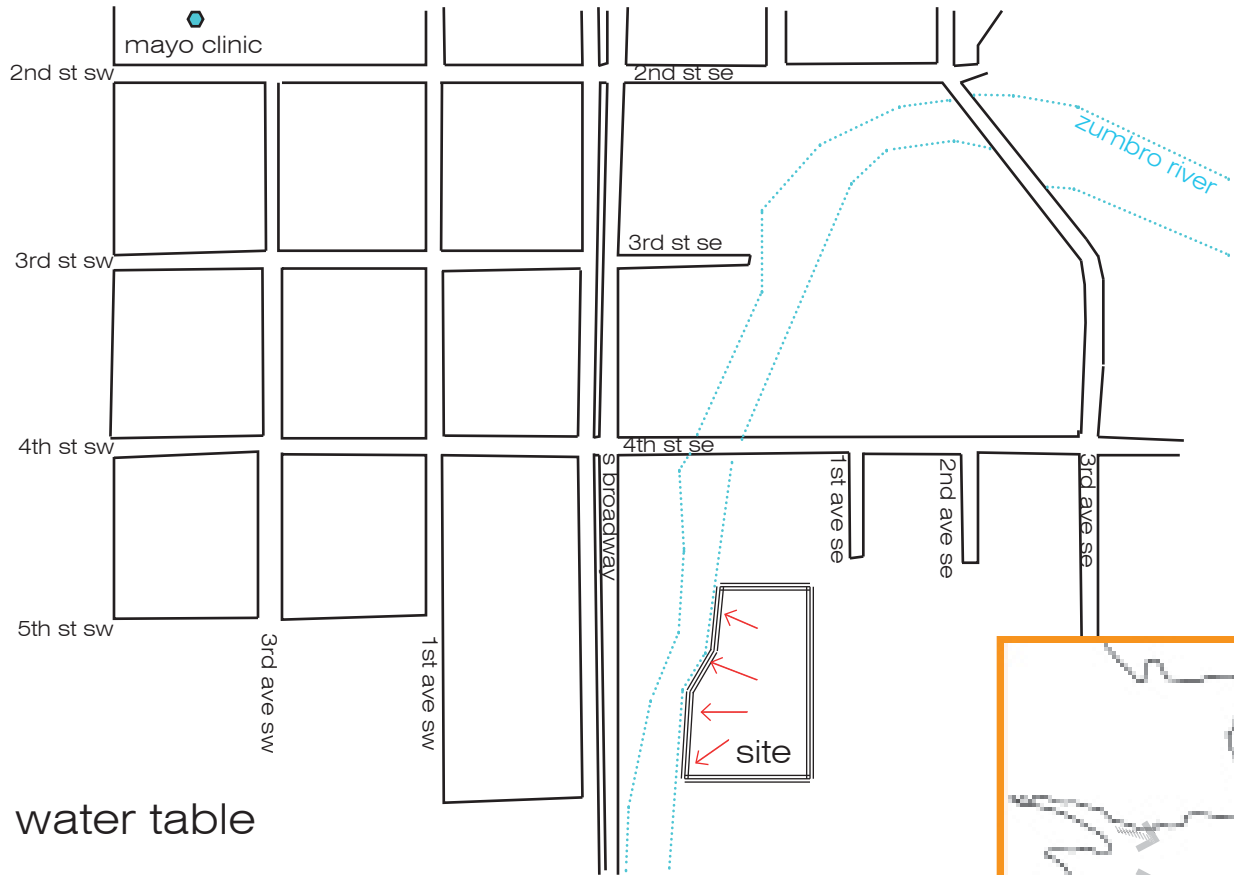 mayo clinic
2nd st sw
2nd st se
zumbro river
3rd st se
3rd st sw
4th st sw
4th st se
s broadway
1st ave se
2nd ave se
3rd ave se
5th st sw
3rd ave sw
1st ave sw
site
water table